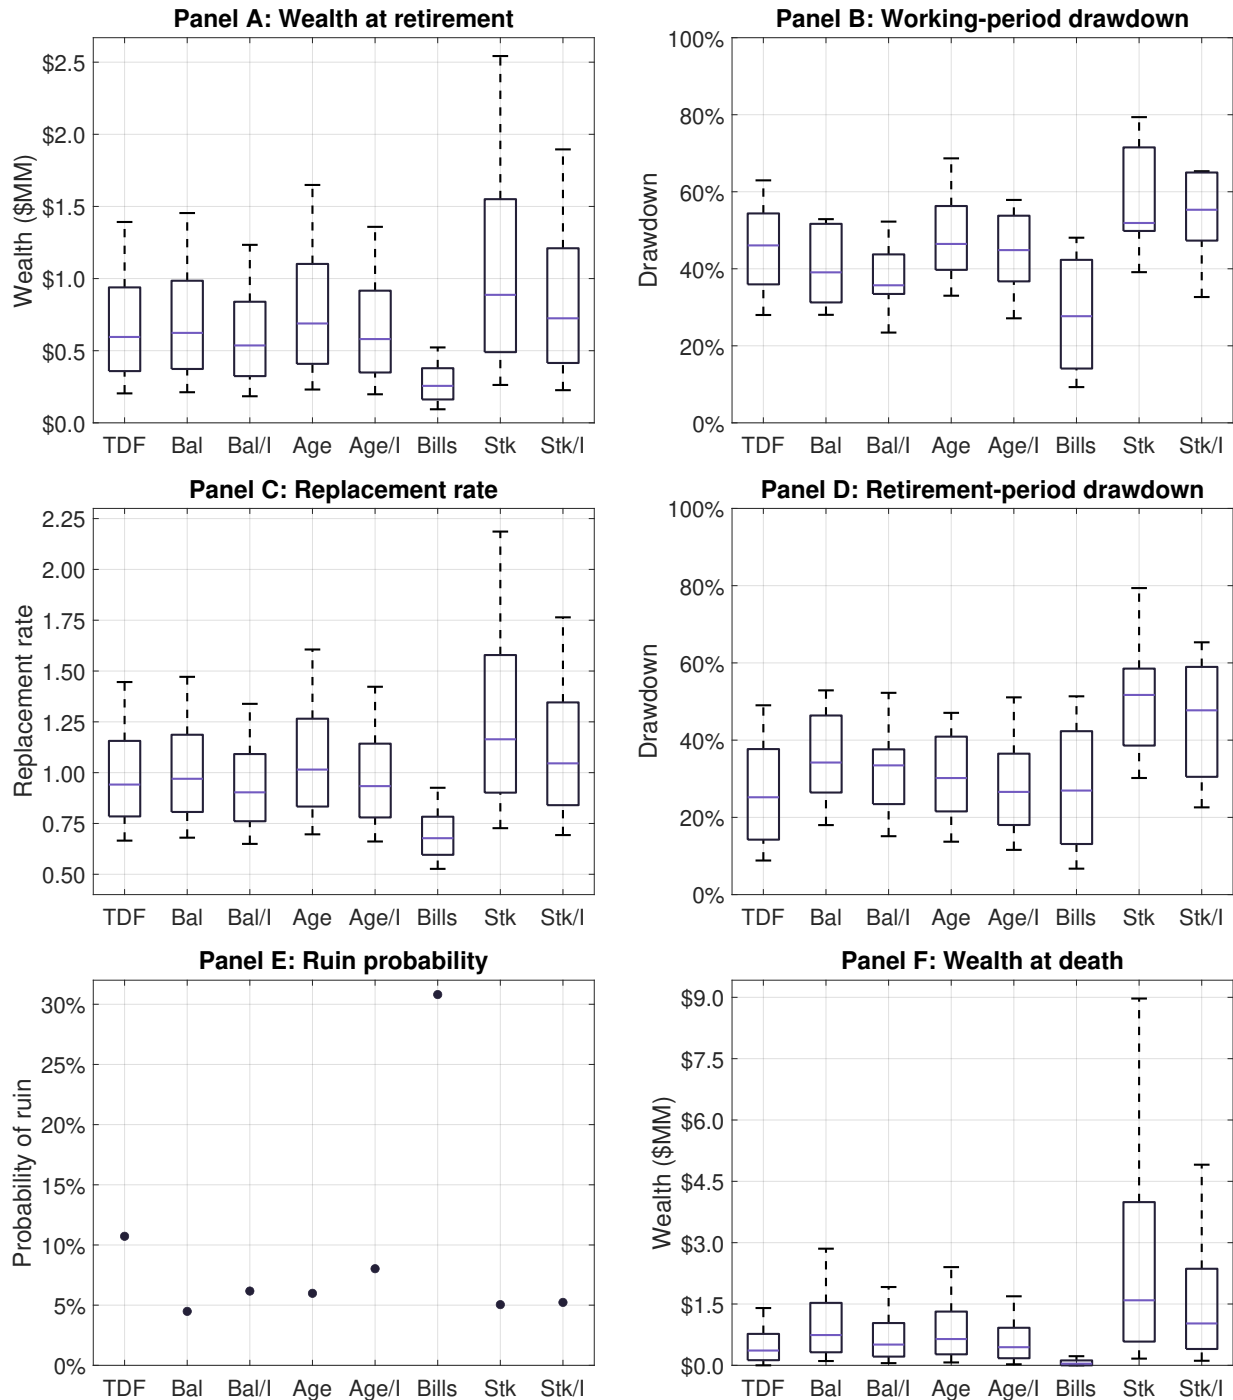 Panel A: Wealth at retirement
Wealth ($MM)
$2.5
$2.0
$1.5
$1.0
$0.5
$0.0
TDF Bal Bal/I Age Age/I Bills Stk Stk/I
Panel B: Working-period drawdown
Drawdown
100%
80%
60%
40%
20%
0%
TDF Bal Bal/I Age Age/I Bills Stk Stk/I
Panel C: Replacement rate
Replacement rate
2.25
2.00
1.75
1.50
1.25
1.00
0.75
0.50
TDF Bal Bal/I Age Age/I Bills Stk Stk/I
Panel D: Retirement-period drawdown
Drawdown
100%
80%
60%
40%
20%
0%
TDF Bal Bal/I Age Age/I Bills Stk Stk/I
Panel E: Ruin probability
Probability of ruin
30%
25%
20%
15%
10%
5%
0%
TDF Bal Bal/I Age Age/I Bills Stk Stk/I
Panel F: Wealth at death
Wealth ($MM)
$9.0
$7.5
$6.0
$4.5
$3.0
$1.5
$0.0
TDF Bal Bal/I Age Age/I Bills Stk Stk/I